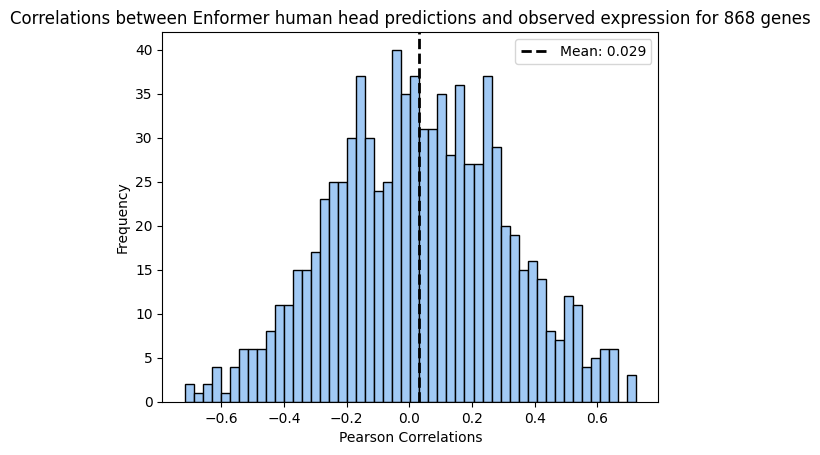 Correlations between Enformer human head predictions and observed expression for 868 genes
Mean: 0.029
40
35
30
25
20
15
10
5
0
Frequency
−0.6 −0.4 −0.2 0.0 0.2 0.4 0.6
Pearson Correlations